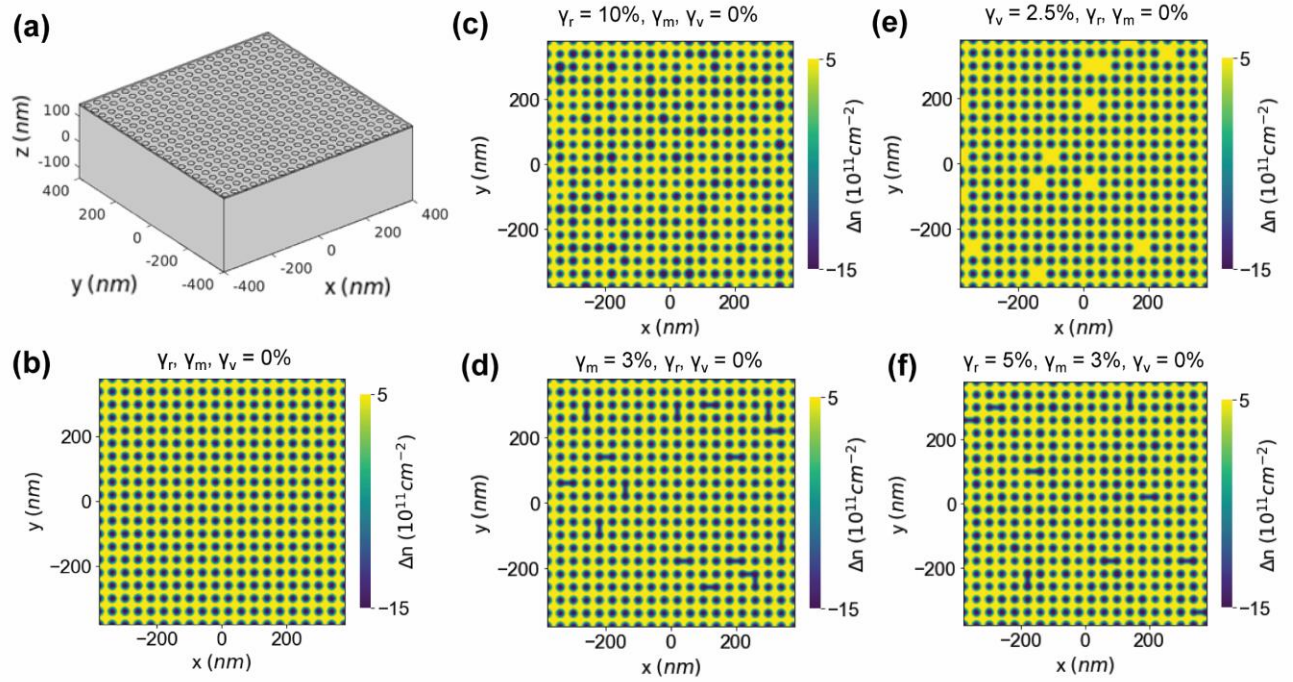 (a)
z (nm)
100
0
-100
400
200
0
-200
-400
y (nm)
-400
-200
0
200
400
x (nm)
(b)
γr, γm, γv = 0%
200
0
−200
y (nm)
−200 0 200
x (nm)
5
−15
Δn (10¹¹cm⁻²)
(c)
γr = 10%, γm, γv = 0%
200
0
−200
y (nm)
−200 0 200
x (nm)
5
−15
Δn (10¹¹cm⁻²)
(d)
γm = 3%, γr, γv = 0%
200
0
−200
y (nm)
−200 0 200
x (nm)
5
−15
Δn (10¹¹cm⁻²)
(e)
γv = 2.5%, γr, γm = 0%
200
0
−200
y (nm)
−200 0 200
x (nm)
5
−15
Δn (10¹¹cm⁻²)
(f)
γr = 5%, γm = 3%, γv = 0%
200
0
−200
y (nm)
−200 0 200
x (nm)
5
−15
Δn (10¹¹cm⁻²)